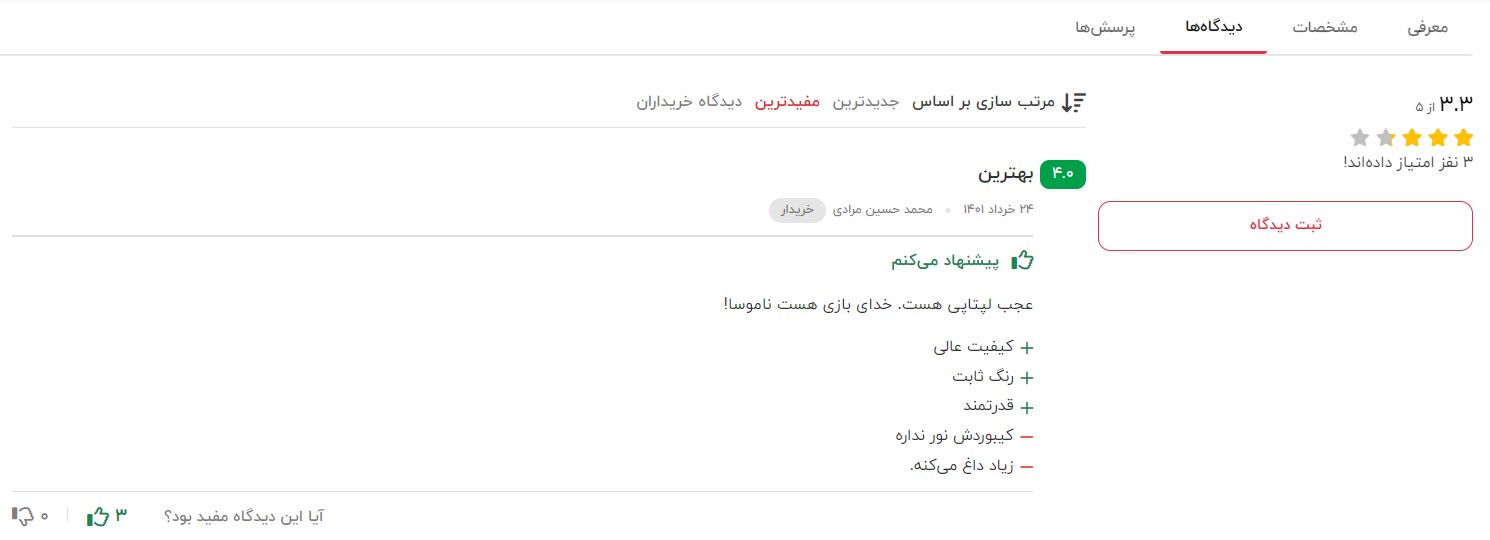 معرفی مشخصات دیدگاه‌ها پرسش‌ها
۳.۳ از ۵
۳ نفز امتیاز داده‌اند!
ثبت دیدگاه
مرتب سازی بر اساس جدیدترین مفیدترین دیدگاه خریداران
۴.۰ بهترین
۲۴ خرداد ۱۴۰۱ محمد حسین مرادی خریدار
پیشنهاد می‌کنم
عجب لپتاپی هست. خدای بازی هست ناموسا!
+ کیفیت عالی
+ رنگ ثابت
+ قدرتمند
− کیبوردش نور نداره
− زیاد داغ می‌کنه.
آیا این دیدگاه مفید بود؟ ۳ ۰